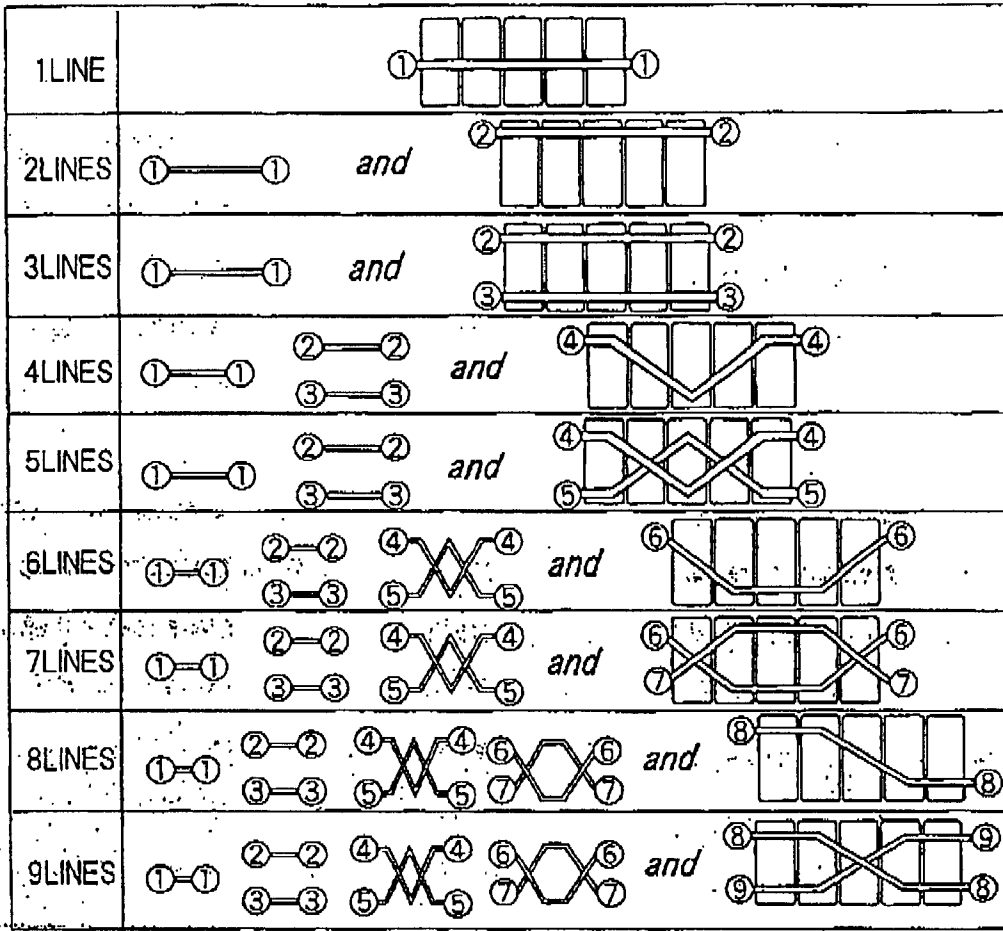 1LINE ① ①
2LINES ① ① and ② ②
3LINES ① ① and ② ②
③ ③
4LINES ① ① ② ② and ④ ④
③ ③
5LINES ① ① ② ② and ④ ④
③ ③ ⑤ ⑤
6LINES ① ① ② ② ④ ④ and ⑥ ⑥
③ ③ ⑤ ⑤
7LINES ① ① ② ② ④ ④ and ⑥ ⑥
③ ③ ⑤ ⑤ ⑦ ⑦
8LINES ① ① ② ② ④ ④ ⑥ ⑥ and ⑧
③ ③ ⑤ ⑤ ⑦ ⑦ ⑧
9LINES ① ① ② ② ④ ④ ⑥ ⑥ and ⑧ ⑨
③ ③ ⑤ ⑤ ⑦ ⑦ ⑨ ⑧